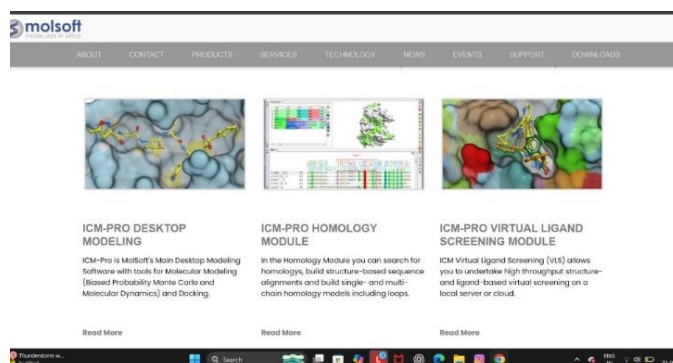 molsoft
molecules in silico
ABOUT CONTACT PRODUCTS SERVICES TECHNOLOGY NEWS EVENTS SUPPORT DOWNLOADS
ICM-PRO DESKTOP
MODELING
ICM-Pro is MolSoft's Main Desktop Modeling
Software with tools for Molecular Modeling
(Biased Probability Monte Carlo and
Molecular Dynamics) and Docking.
Read More
ICM-PRO HOMOLOGY
MODULE
In the Homology Module you can search for
homologys, build structure-based sequence
alignments and build single- and multi-
chain homology models including loops.
Read More
ICM-PRO VIRTUAL LIGAND
SCREENING MODULE
ICM Virtual Ligand Screening (VLS) allows
you to undertake high throughput structure-
and ligand-based virtual screening on a
local server or cloud.
Read More
Thunderstorm w...
Search
ENG